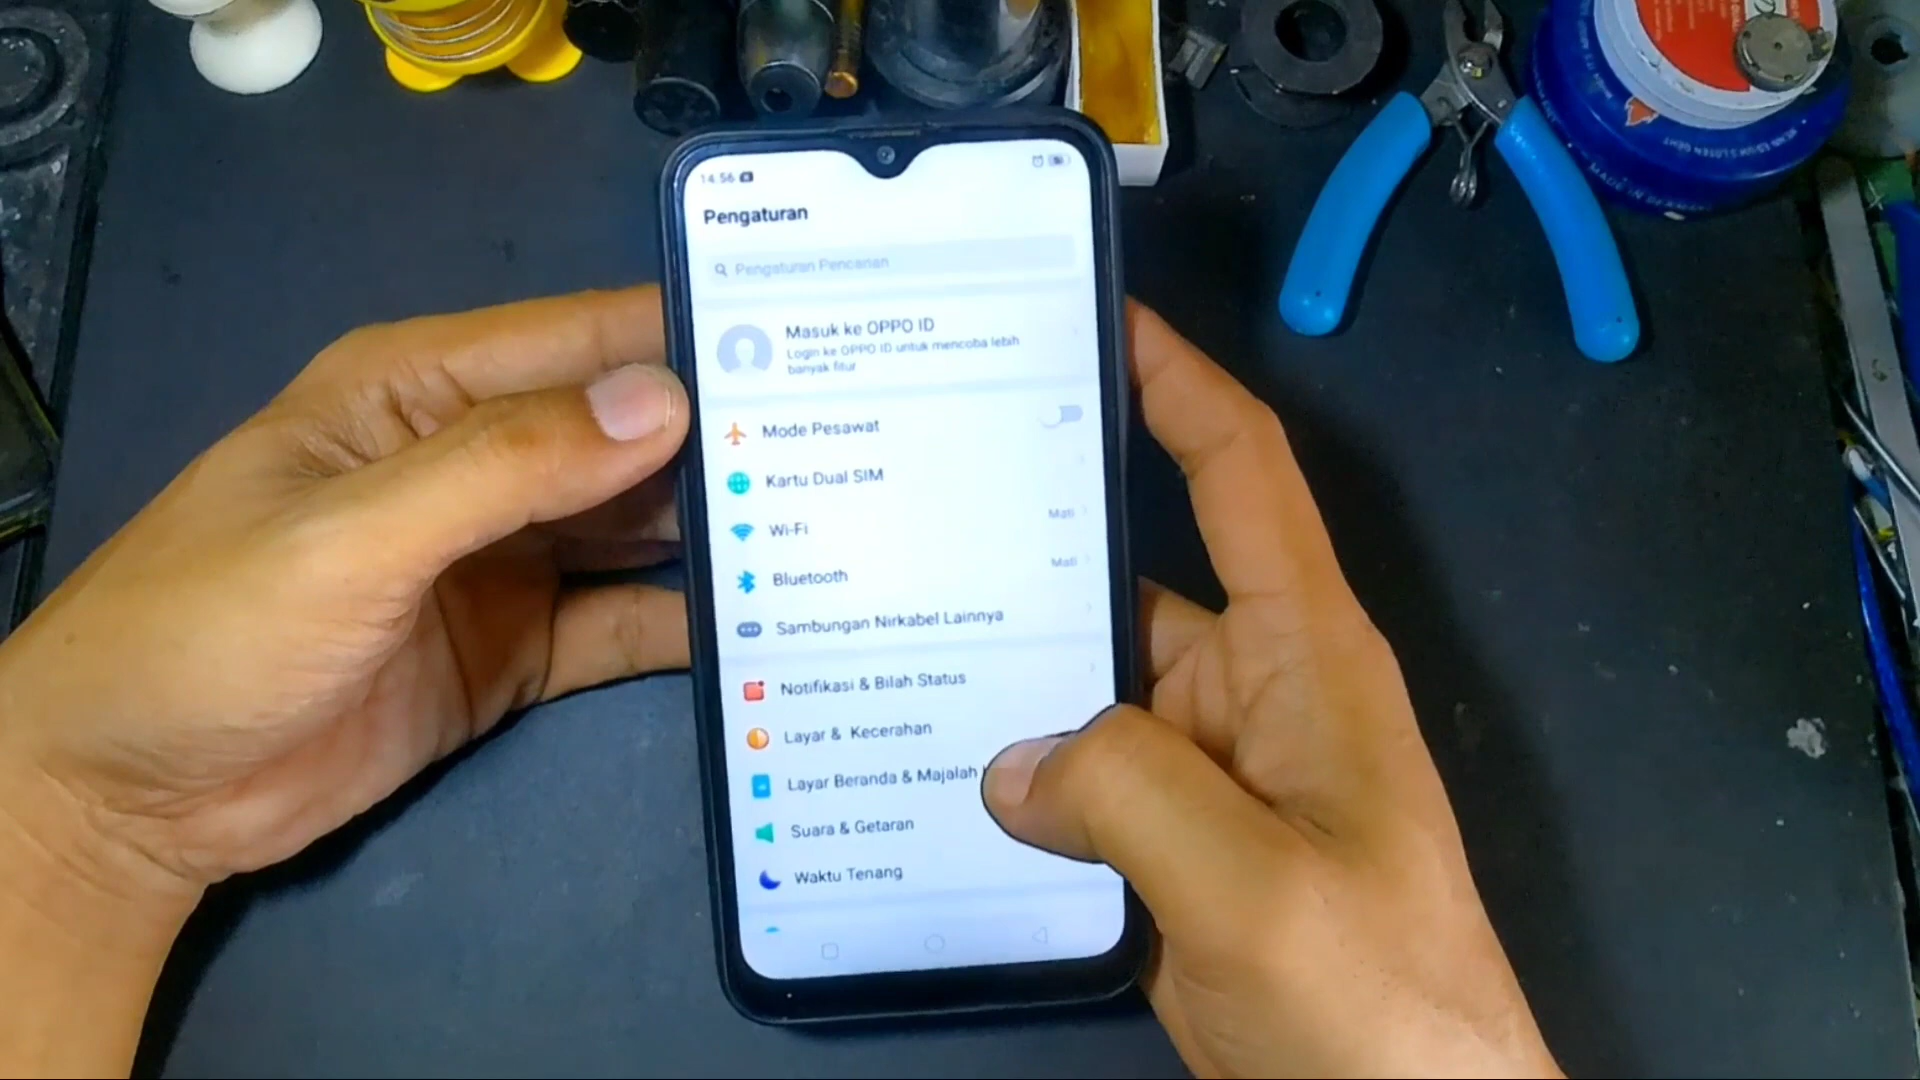 14.56
Pengaturan
Pengaturan Pencarian
Masuk ke OPPO ID
Login ke OPPO ID untuk mencoba lebih
banyak fitur
Mode Pesawat
Kartu Dual SIM
Wi-Fi
Mati
Bluetooth
Mati
Sambungan Nirkabel Lainnya
Notifikasi & Bilah Status
Layar & Kecerahan
Layar Beranda & Majalah
Suara & Getaran
Waktu Tenang